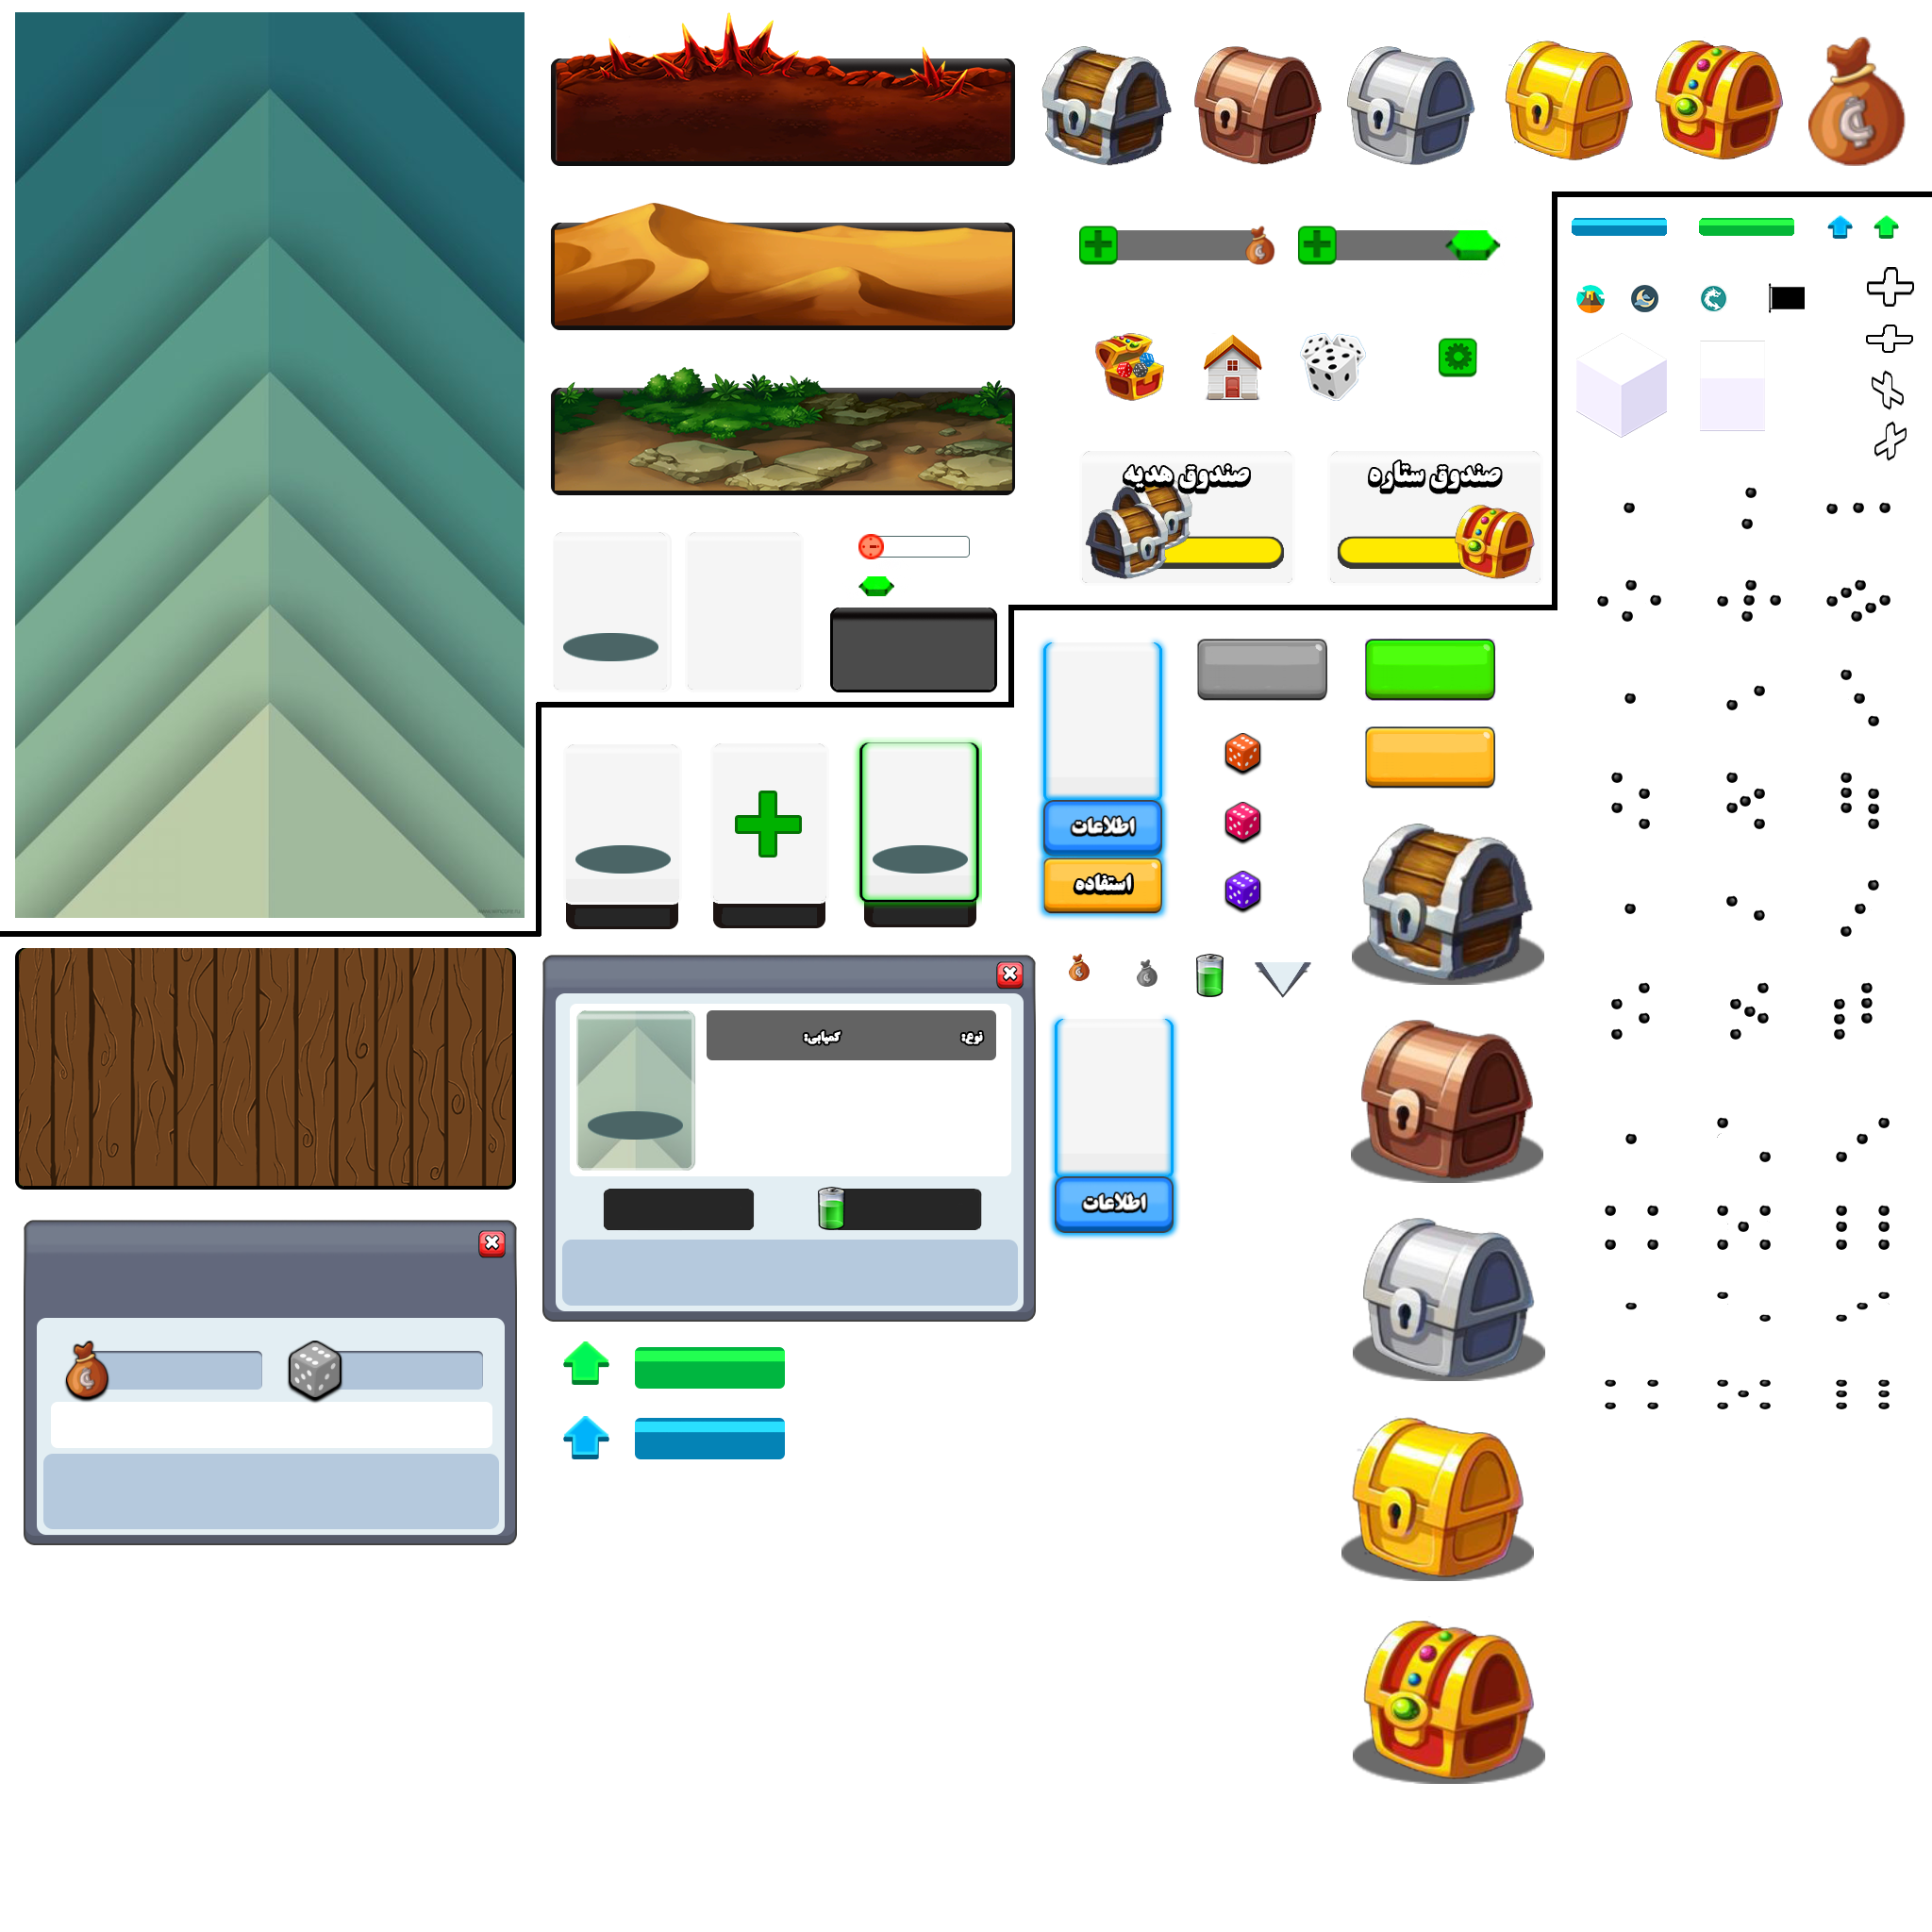 صندوق هدیه
صندوق ستاره
اطلاعات
استفاده
نوع:
کمیابی:
اطلاعات